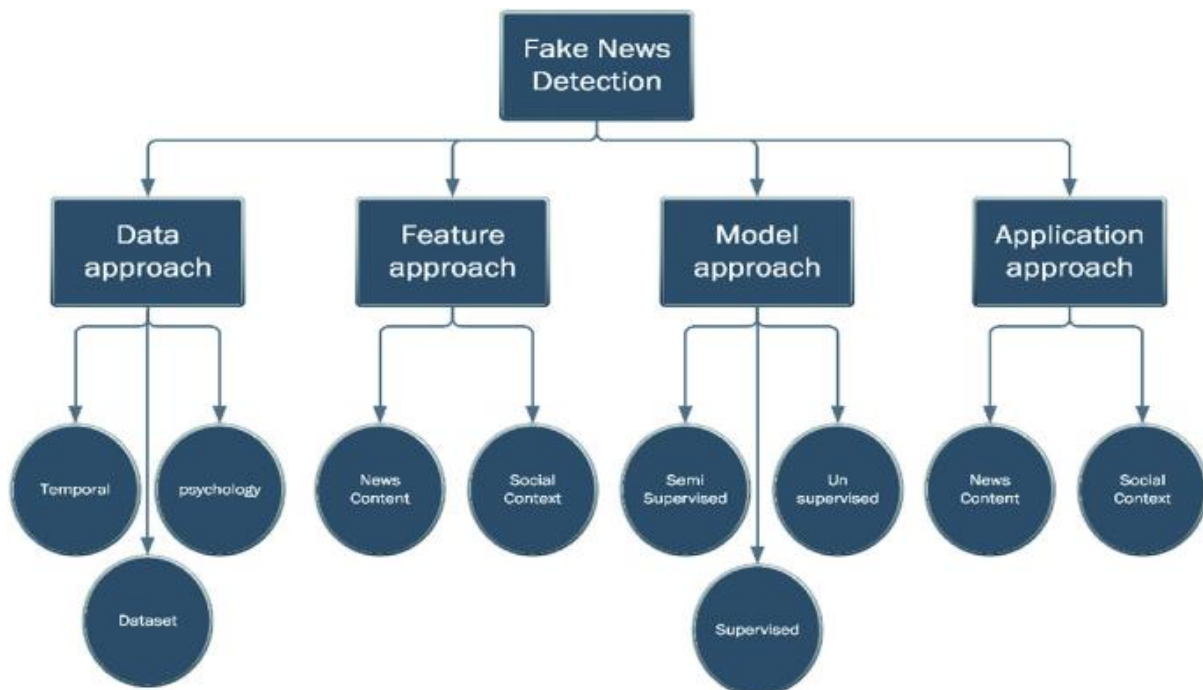 Fake News
Detection
Data
approach
Feature
approach
Model
approach
Application
approach
Temporal
psychology
News
Content
Social
Context
Semi
Supervised
Un
supervised
News
Content
Social
Context
Dataset
Supervised